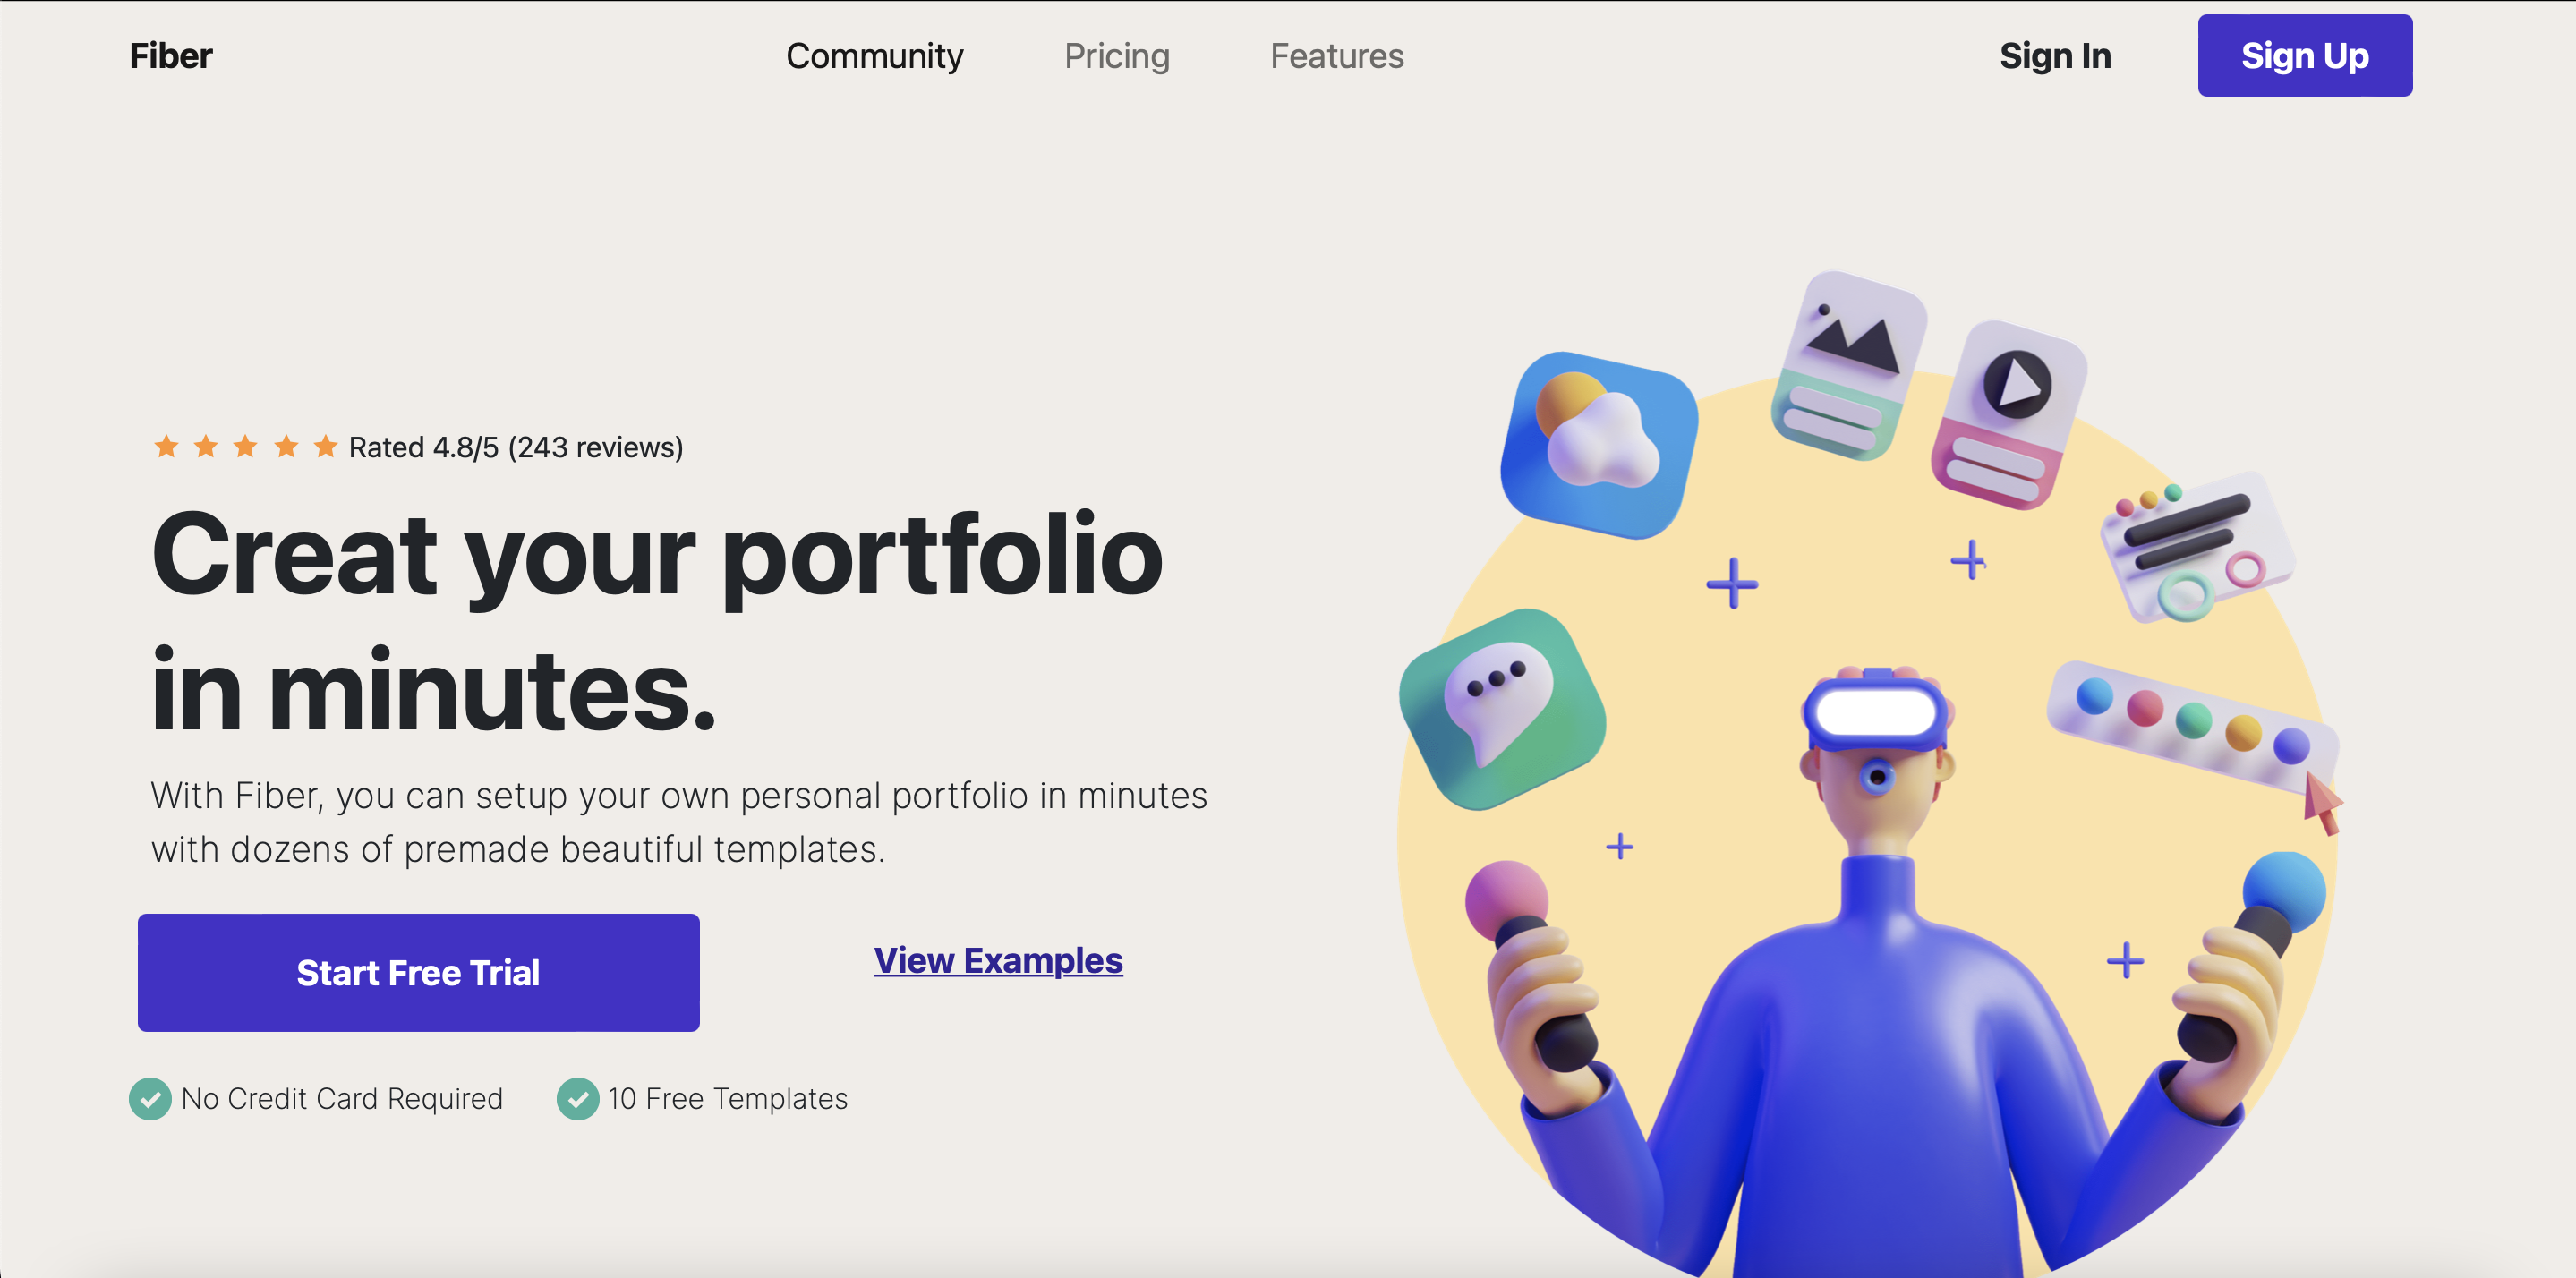 Fiber
Community
Pricing
Features
Sign In
Sign Up
Rated 4.8/5 (243 reviews)
Creat your portfolio
in minutes.
With Fiber, you can setup your own personal portfolio in minutes
with dozens of premade beautiful templates.
Start Free Trial
View Examples
No Credit Card Required
10 Free Templates